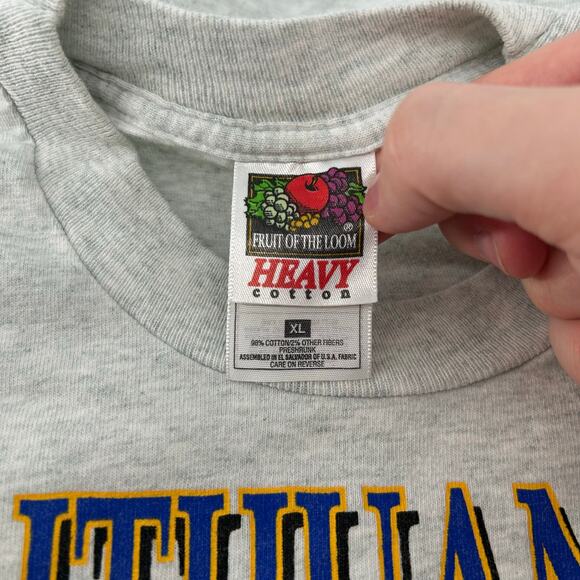 FRUIT OF THE LOOM ®
HEAVY
cotton
XL
98% COTTON/2% OTHER FIBERS
PRESHRUNK
ASSEMBLED IN EL SALVADOR OF U.S.A. FABRIC
CARE ON REVERSE
ITHUAN